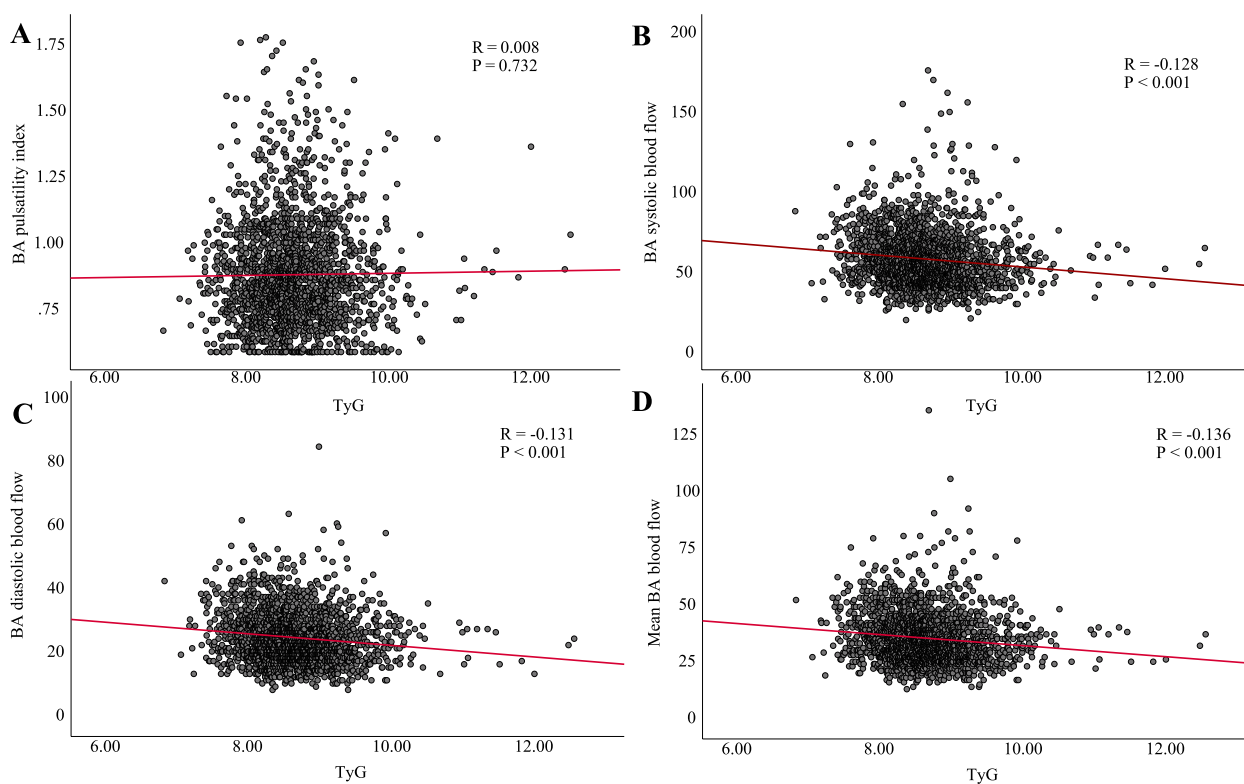 A
R = 0.008
P = 0.732
BA pulsatility index
1.75
1.50
1.25
1.00
.75
6.00 8.00 10.00 12.00
TyG
B
R = -0.128
P < 0.001
BA systolic blood flow
200
150
100
50
0
6.00 8.00 10.00 12.00
TyG
C
R = -0.131
P < 0.001
BA diastolic blood flow
100
80
60
40
20
0
6.00 8.00 10.00 12.00
TyG
D
R = -0.136
P < 0.001
Mean BA blood flow
125
100
75
50
25
0
6.00 8.00 10.00 12.00
TyG